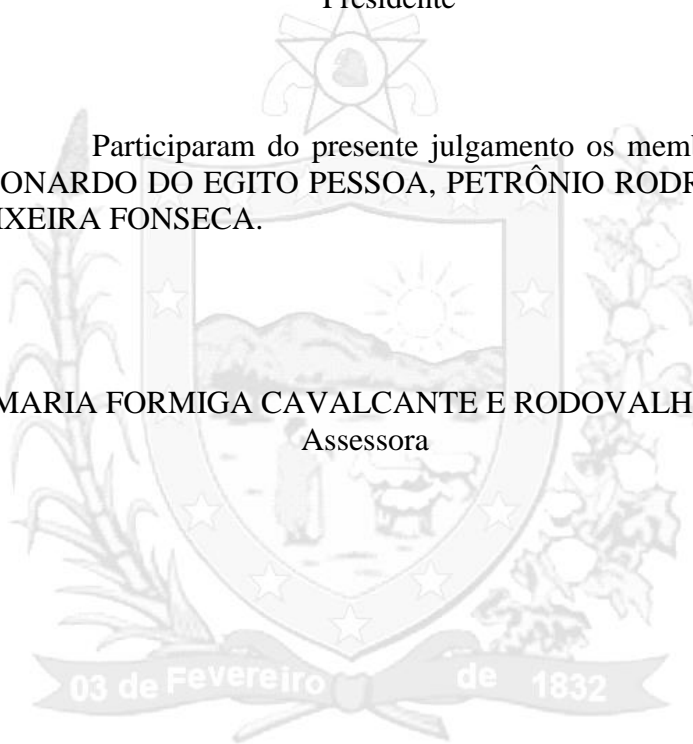 Presidente
Participaram do presente julgamento os memb
ONARDO DO EGITO PESSOA, PETRÔNIO RODR
IXEIRA FONSECA.
MARIA FORMIGA CAVALCANTE E RODOVALH
Assessora
03 de Fevereiro de 1832